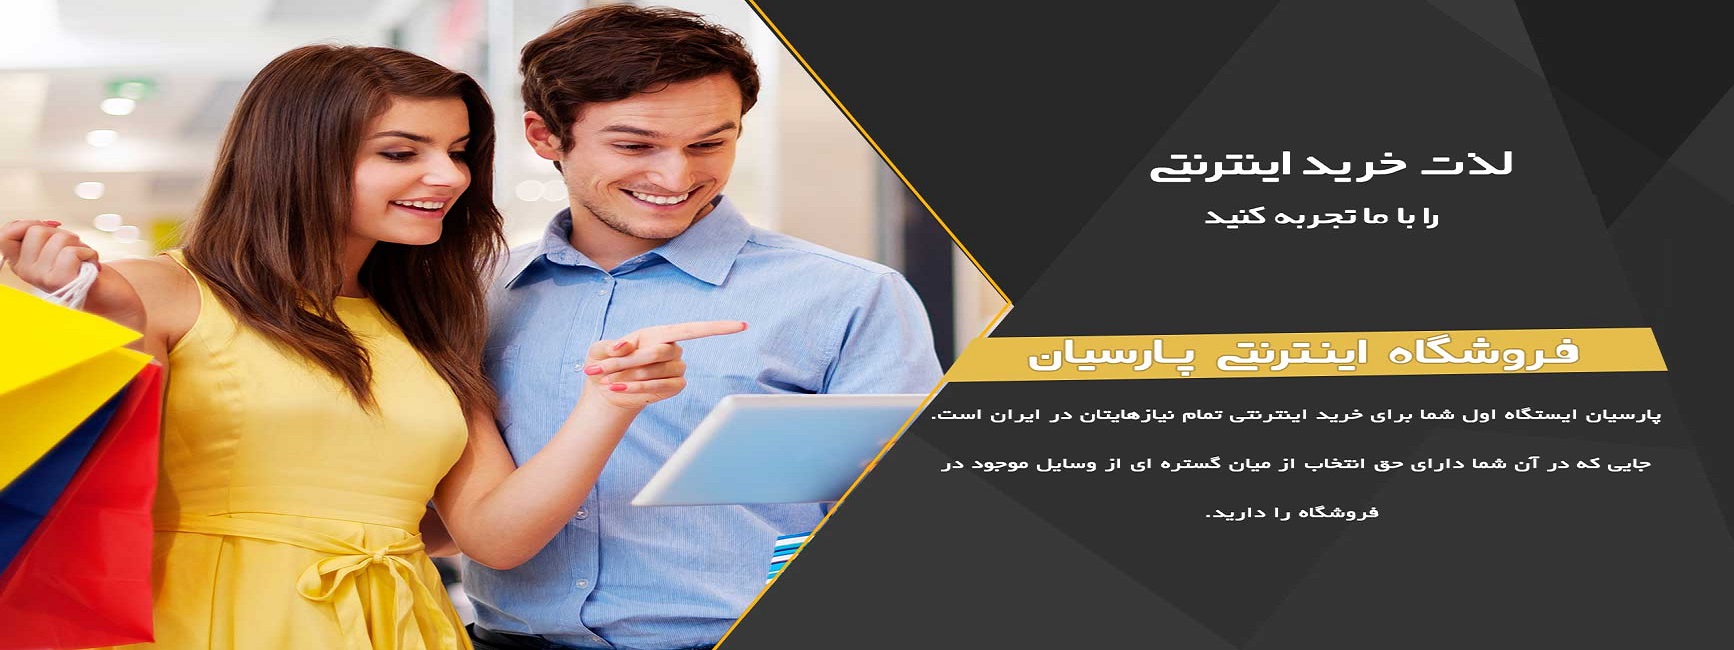 لذت خرید اینترنتی
را با ما تجربه کنید
فروشگاه اینترنتی پارسیان
پارسیان ایستگاه اول شما برای خرید اینترنتی تمام نیازهایتان در ایران است.
جایی که در آن شما دارای حق انتخاب از میان گستره ای از وسایل موجود در
فروشگاه را دارید.